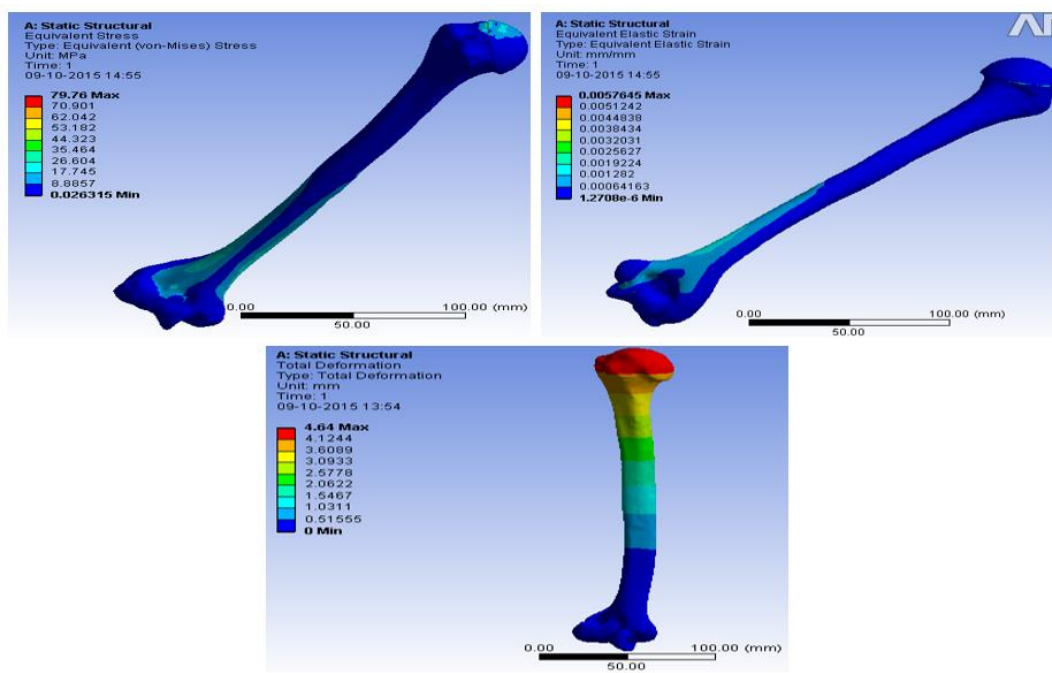 A: Static Structural
Equivalent Stress
Type: Equivalent (von-Mises) Stress
Unit: MPa
Time: 1
09-10-2015 14:55
79.76 Max
70.901
62.042
53.182
44.323
35.464
26.604
17.745
8.8857
0.026315 Min
0.00
100.00 (mm)
50.00
A: Static Structural
Equivalent Elastic Strain
Type: Equivalent Elastic Strain
Unit: mm/mm
Time: 1
09-10-2015 14:55
0.0057645 Max
0.0051242
0.0044838
0.0038434
0.0032031
0.0025627
0.0019224
0.001282
0.00064163
1.2708e-6 Min
0.00
100.00 (mm)
50.00
A: Static Structural
Total Deformation
Type: Total Deformation
Unit: mm
Time: 1
09-10-2015 13:54
4.64 Max
4.1244
3.6089
3.0933
2.5778
2.0622
1.5467
1.0311
0.51555
0 Min
0.00
100.00 (mm)
50.00